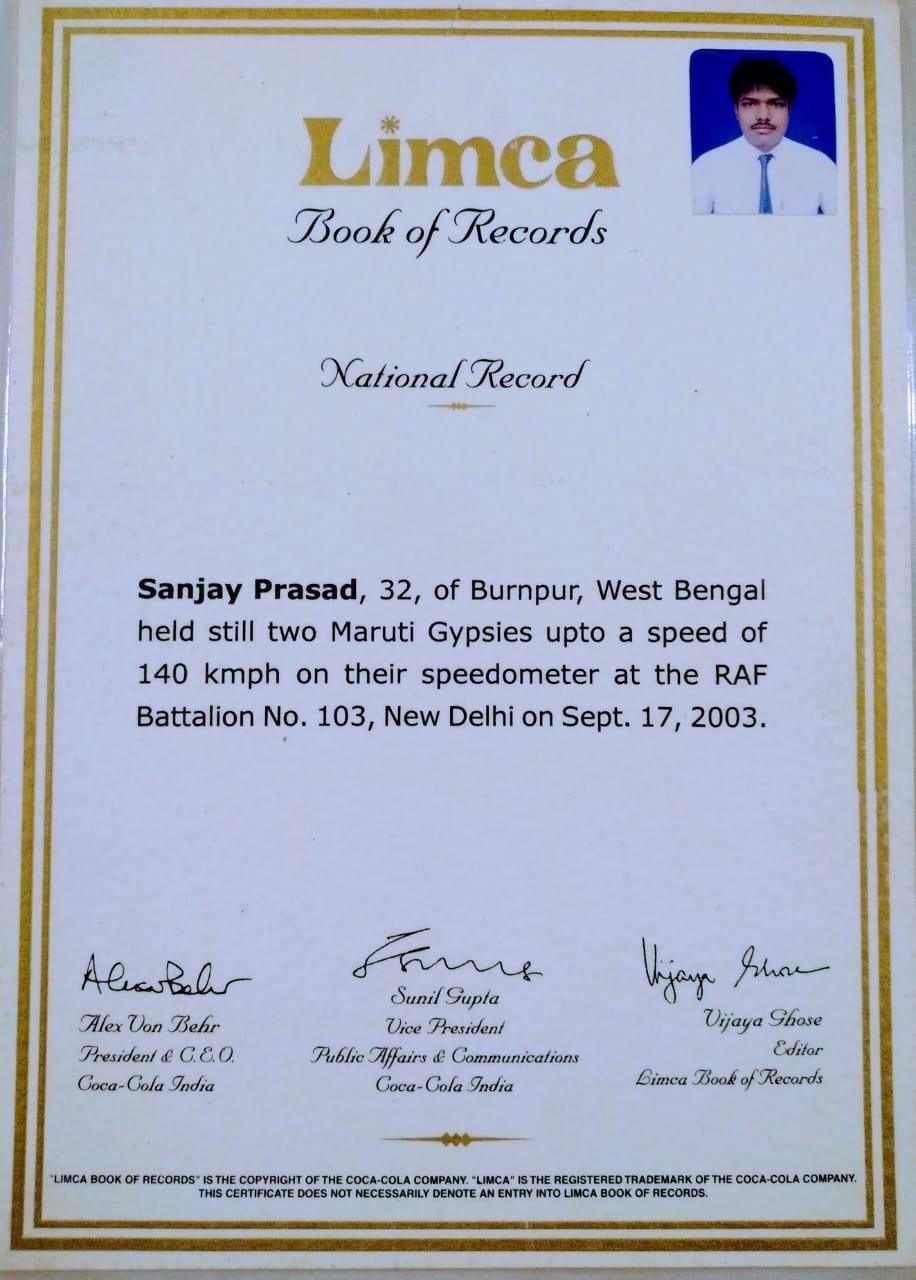 Limca
Book of Records
National Record
Sanjay Prasad, 32, of Burnpur, West Bengal
held still two Maruti Gypsies upto a speed of
140 kmph on their speedometer at the RAF
Battalion No. 103, New Delhi on Sept. 17, 2003.
Alex Von Behr
President & C.E.O.
Coca-Cola India
Sunil Gupta
Vice President
Public Affairs & Communications
Coca-Cola India
Vijaya Ghose
Vijaya Ghose
Editor
Limca Book of Records
"LIMCA BOOK OF RECORDS" IS THE COPYRIGHT OF THE COCA-COLA COMPANY. "LIMCA" IS THE REGISTERED TRADEMARK OF THE COCA-COLA COMPANY.
THIS CERTIFICATE DOES NOT NECESSARILY DENOTE AN ENTRY INTO LIMCA BOOK OF RECORDS.